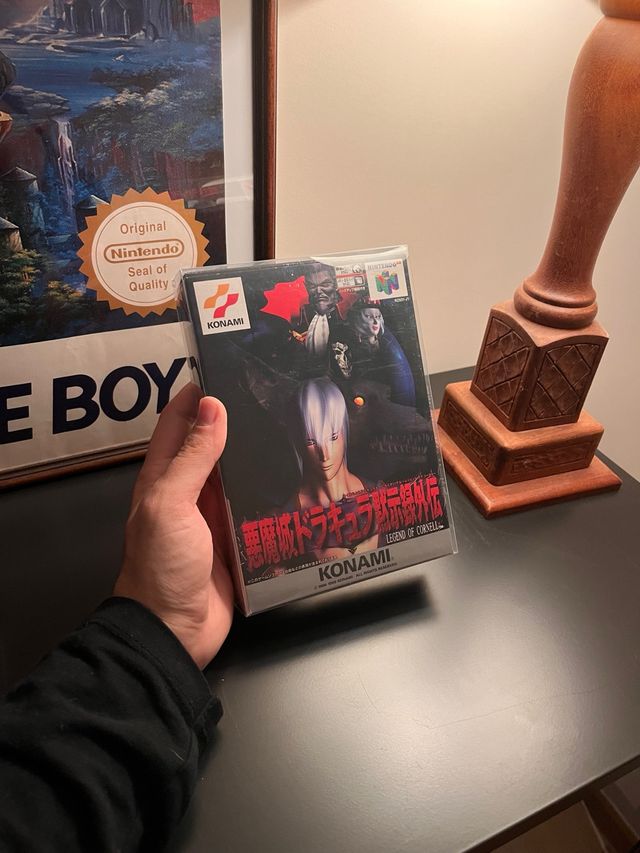 Original
Nintendo
Seal of
Quality
E BOY
KONAMI
NINTENDO64
悪魔城ドラキュラ黙示録外伝
LEGEND OF CORNELL
KONAMI